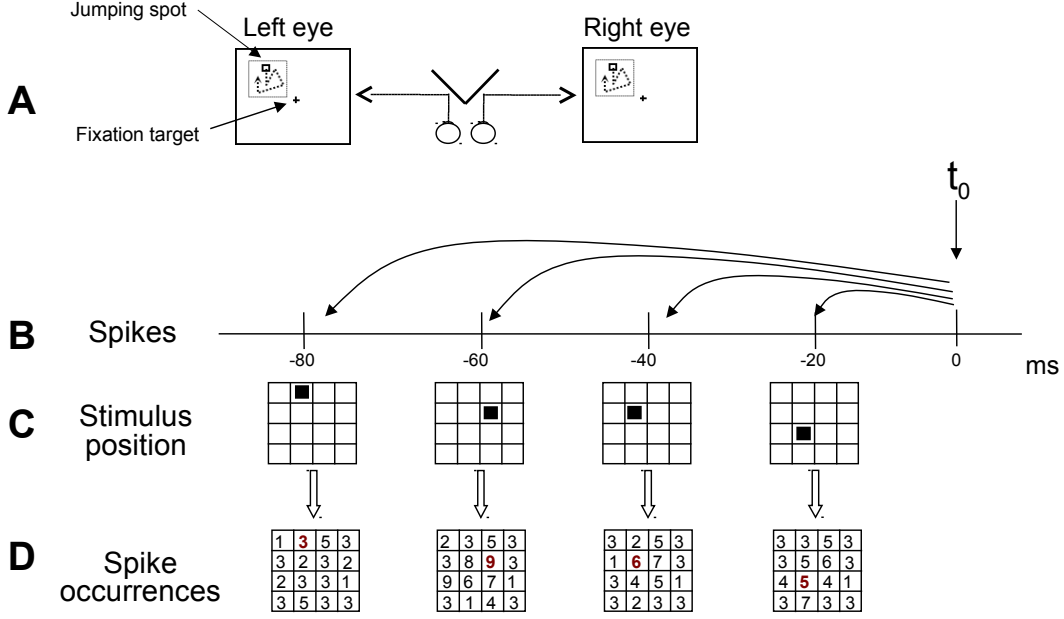 Jumping spot
Left eye
Right eye
A
Fixation target
t0
B
Spikes
-80 -60 -40 -20 0 ms
C
Stimulus
position
D
Spike
occurrences
1 3 5 3 2 3 5 3 3 2 5 3 3 3 5 3
3 2 3 2 3 8 9 3 1 6 7 3 3 5 6 3
2 3 3 1 9 6 7 1 3 4 5 1 4 5 4 1
3 5 3 3 3 1 4 3 3 2 3 3 3 7 3 3